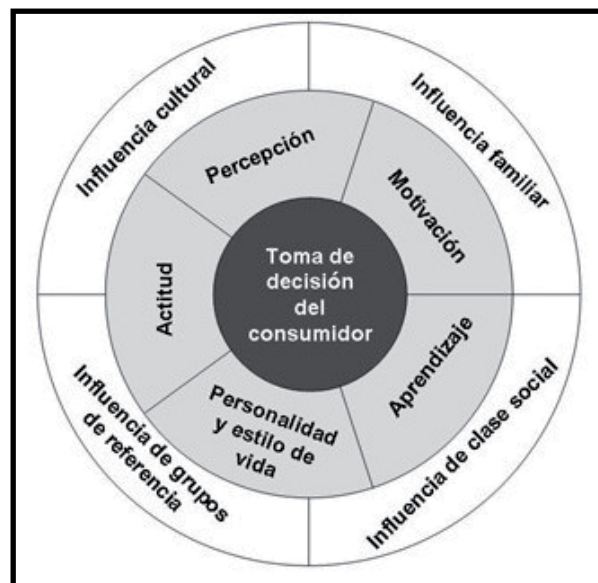 Influencia cultural
Influencia familiar
Percepción
Motivación
Actitud
Toma de
decisión
del
consumidor
Aprendizaje
Personalidad
y estilo de
vida
Influencia de grupos
de referencia
Influencia de clase social